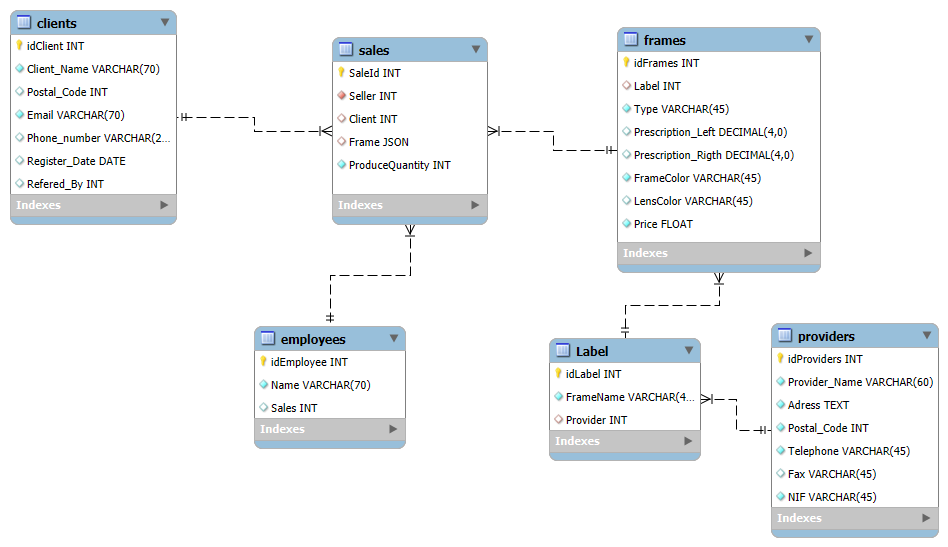 clients
idClient INT
Client_Name VARCHAR(70)
Postal_Code INT
Email VARCHAR(70)
Phone_number VARCHAR(2...
Register_Date DATE
Refered_By INT
Indexes
sales
SaleId INT
Seller INT
Client INT
Frame JSON
ProduceQuantity INT
Indexes
frames
idFrames INT
Label INT
Type VARCHAR(45)
Prescription_Left DECIMAL(4,0)
Prescription_Rigth DECIMAL(4,0)
FrameColor VARCHAR(45)
LensColor VARCHAR(45)
Price FLOAT
Indexes
employees
idEmployee INT
Name VARCHAR(70)
Sales INT
Indexes
Label
idLabel INT
FrameName VARCHAR(4...
Provider INT
Indexes
providers
idProviders INT
Provider_Name VARCHAR(60)
Adress TEXT
Postal_Code INT
Telephone VARCHAR(45)
Fax VARCHAR(45)
NIF VARCHAR(45)
Indexes